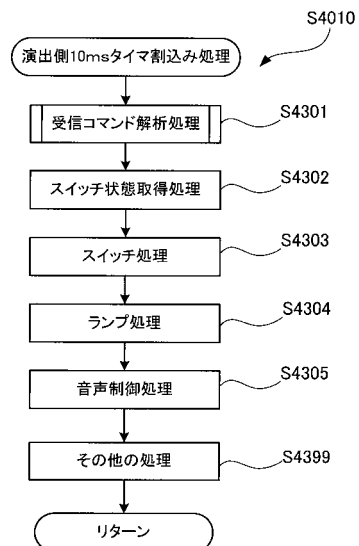 S4010
演出側10msタイマ割込み処理
受信コマンド解析処理
S4301
スイッチ状態取得処理
S4302
スイッチ処理
S4303
ランプ処理
S4304
音声制御処理
S4305
その他の処理
S4399
リターン